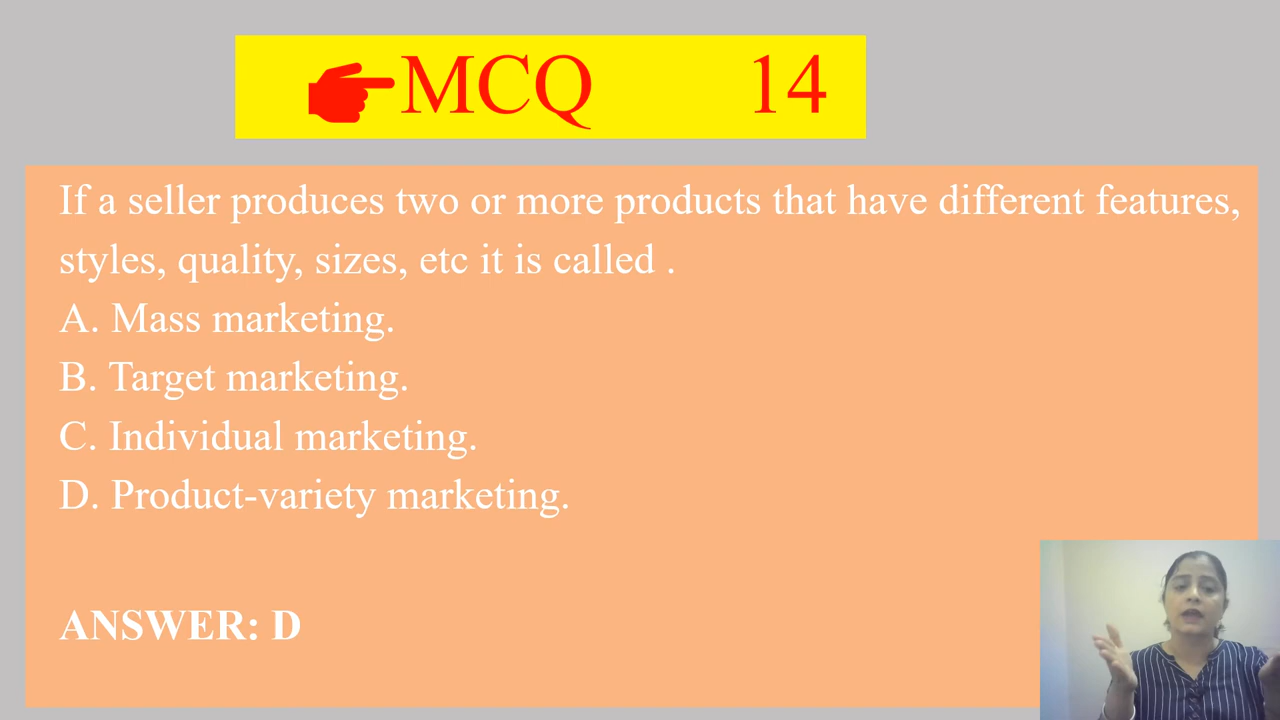 MCQ 14
If a seller produces two or more products that have different features,
styles, quality, sizes, etc it is called .
A. Mass marketing.
B. Target marketing.
C. Individual marketing.
D. Product-variety marketing.
ANSWER: D